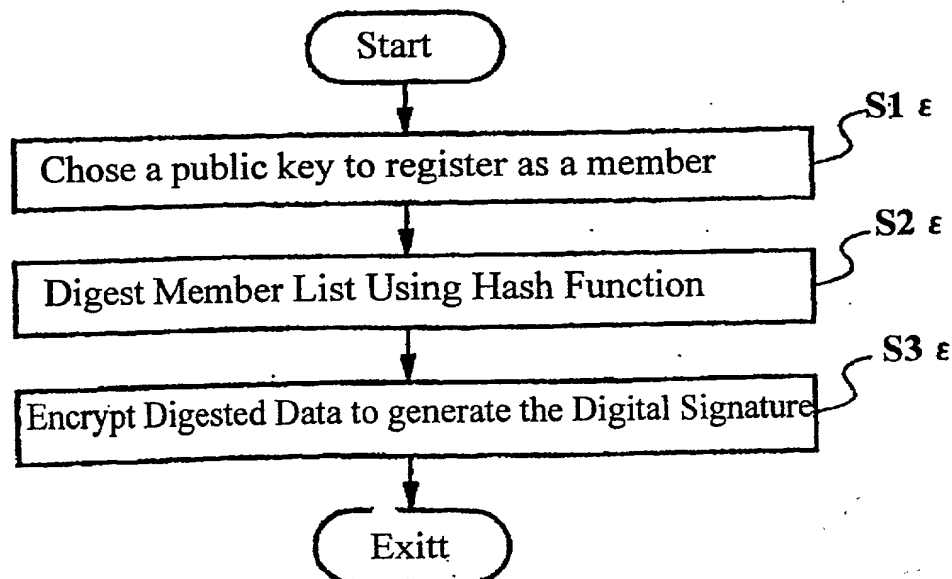 Start
S1 ε
Chose a public key to register as a member
S2 ε
Digest Member List Using Hash Function
S3 ε
Encrypt Digested Data to generate the Digital Signature
Exitt